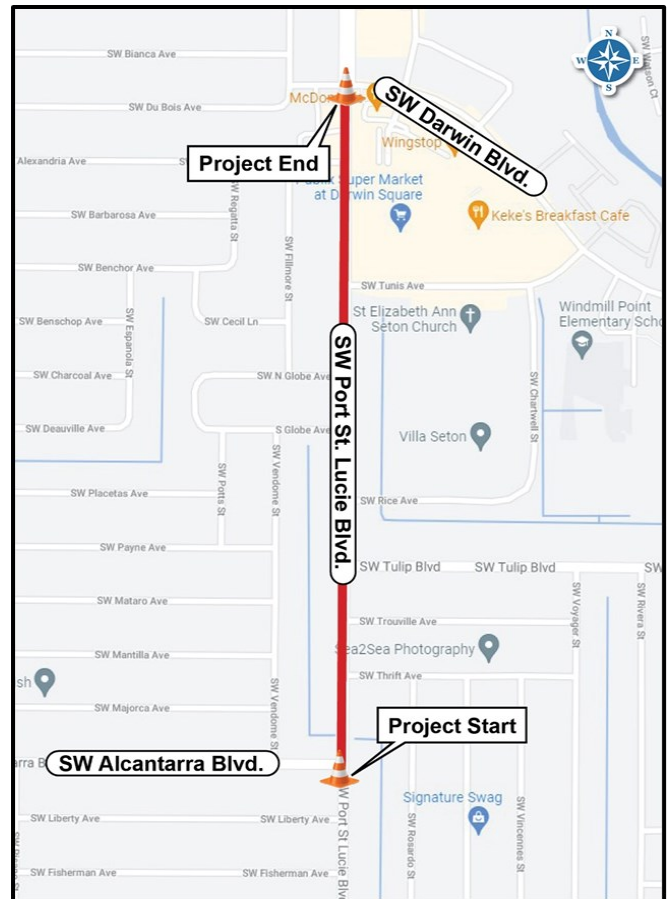 SW Bianca Ave
N
W
E
S
SW Watson Ct
SW Du Bois Ave
SW Darwin Blvd.
Wingstop
Project End
Alexandria Ave
Super Market
at Darwin Square
SW Regatta St
SW Barbarosa Ave
Keke's Breakfast Cafe
SW Fillmore St
SW Benchor Ave
SW Tunis Ave
SW Benschop Ave
SW Espanola St
SW Cecil Ln
St Elizabeth Ann
Seton Church
Windmill Point
Elementary
SW Port St. Lucie Blvd.
SW Charcoal Ave
SW N Globe Ave
SW Chartwell St
SW Deauville Ave
S Globe Ave
Villa Seton
SW Placetas Ave
SW Potts St
SW Vendome St
SW Rice Ave
SW Payne Ave
SW Tulip Blvd
SW Tulip Blvd
SW
SW Mataro Ave
SW Voyager St
SW Rivera St
SW Trouville Ave
Sea2Sea Photography
SW Mantilla Ave
SW Thrift Ave
SW Majorca Ave
SW Vendome St
Project Start
SW Alcantarra Blvd.
Signature Swag
SW Liberty Ave
SW Liberty Ave
W Port St Lucie Blv
SW Rosardo St
SW Vincennes St
SW Fisherman Ave
SW Fisherman Ave